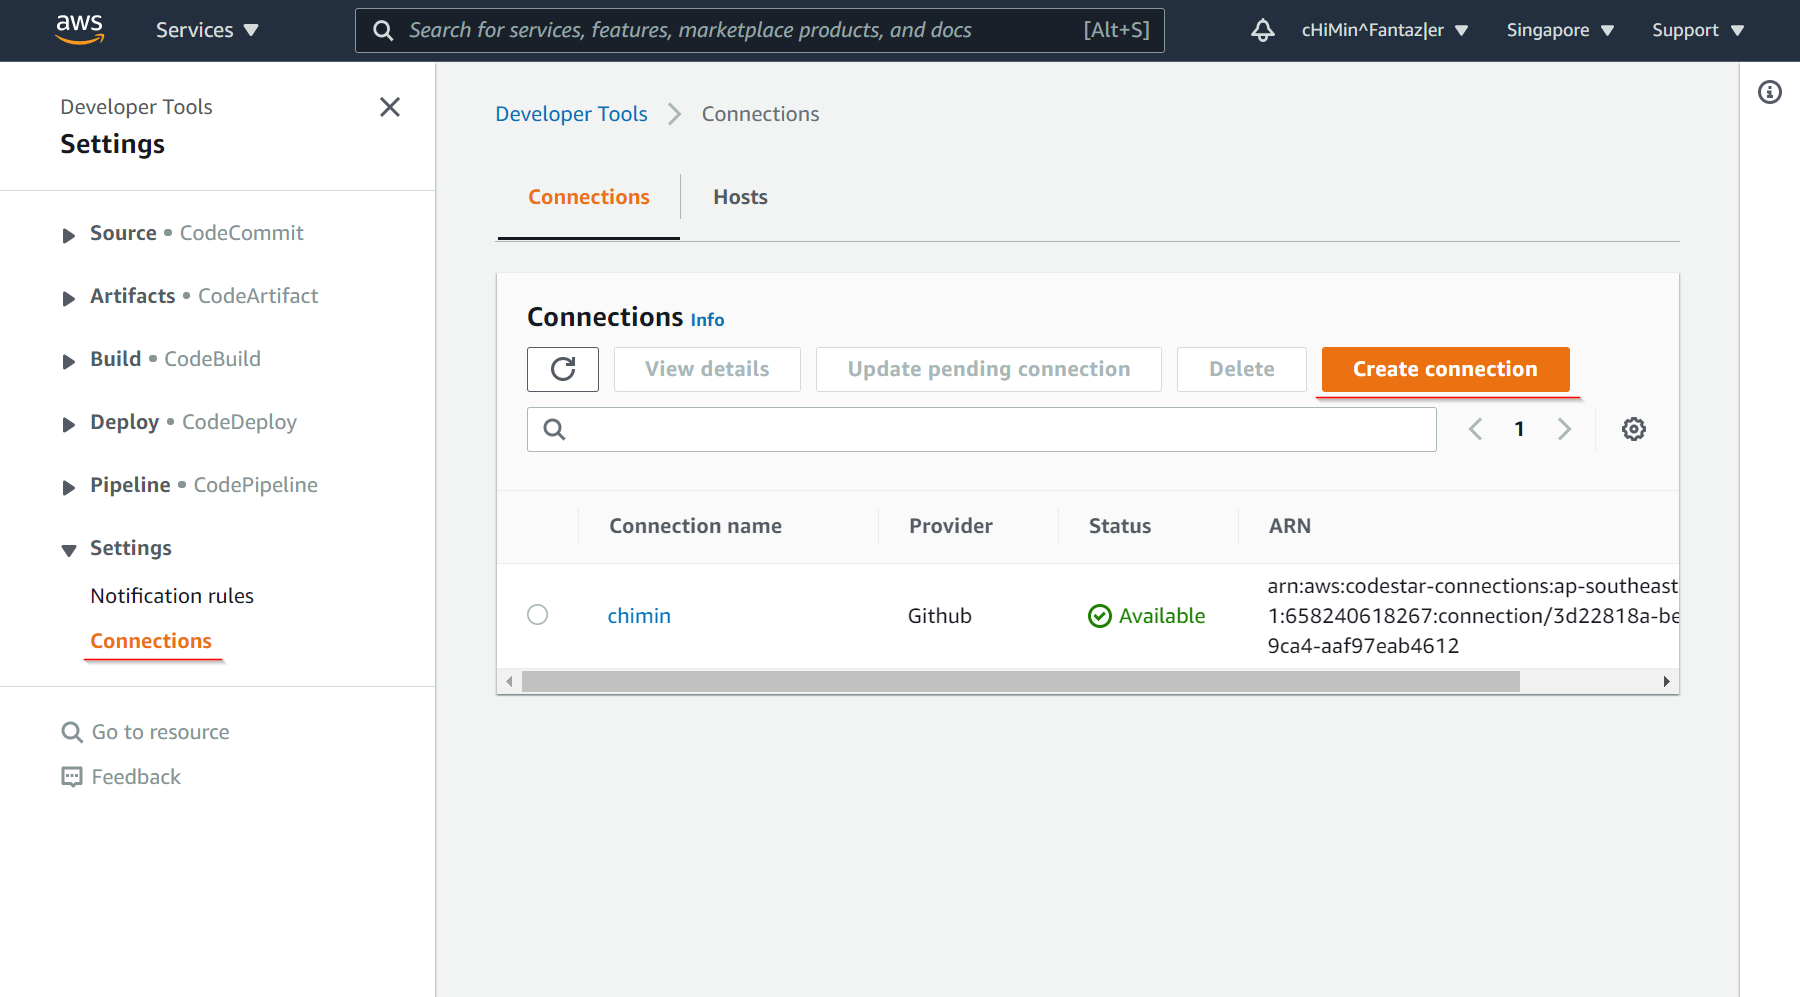 aws
Services
Search for services, features, marketplace products, and docs
[Alt+S]
cHiMin^Fantaz|er
Singapore
Support
Developer Tools
Settings
Source • CodeCommit
Artifacts • CodeArtifact
Build • CodeBuild
Deploy • CodeDeploy
Pipeline • CodePipeline
Settings
Notification rules
Connections
Go to resource
Feedback
Developer Tools
Connections
Connections
Hosts
Connections Info
View details
Update pending connection
Delete
Create connection
1
Connection name
Provider
Status
ARN
chimin
Github
Available
arn:aws:codestar-connections:ap-southeast
1:658240618267:connection/3d22818a-be
9ca4-aaf97eab4612